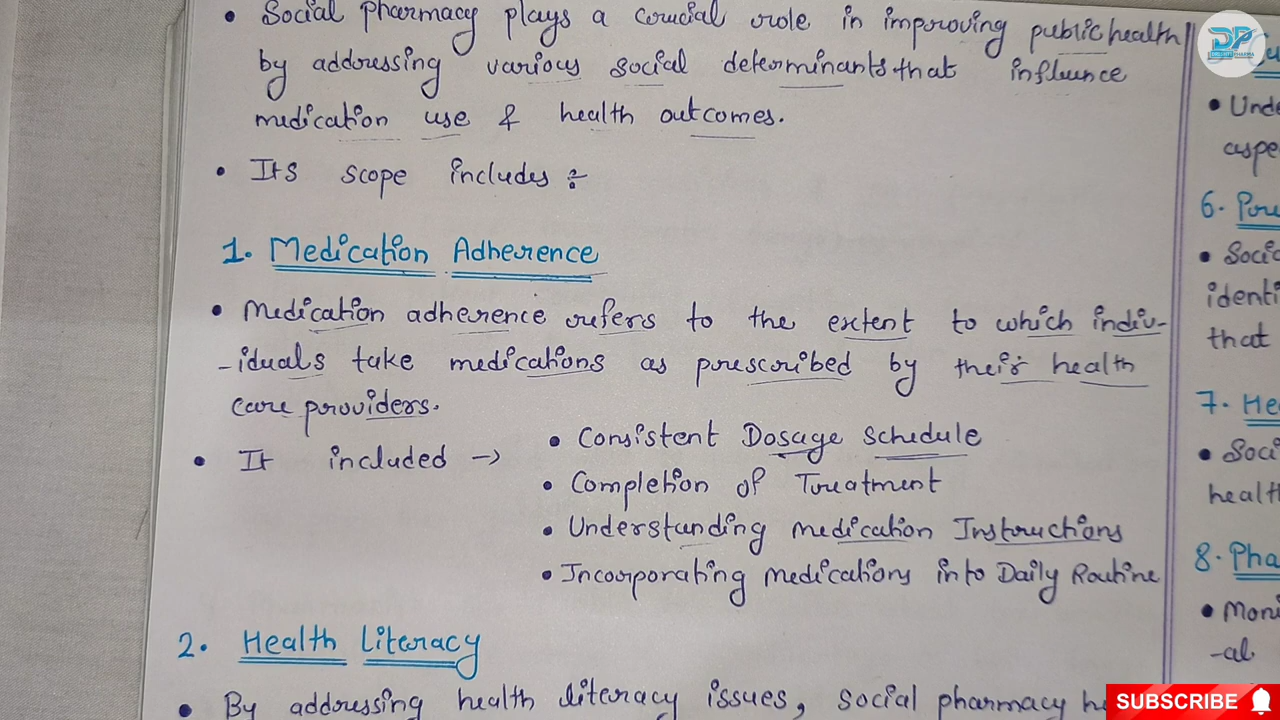 • Social pharmacy plays a crucial role in improving public health
by addressing various social determinants that influence
medication use & health outcomes.
• Its scope includes :-
1. Medication Adherence
• Medication adherence refers to the extent to which indiv-
-iduals take medications as prescribed by their health
care providers.
• It included →
• Consistent Dosage Schedule
• Completion of Treatment
• Understanding medication Instructions
• Incorporating medications into Daily Routine
2. Health Literacy
• By addressing health literacy issues, social pharmacy
• Unde
aspe
6.
• Soci
identi
that
7. He
• Soci
healt
8. Pha
• Moni
-al
DP
SUBSCRIBE